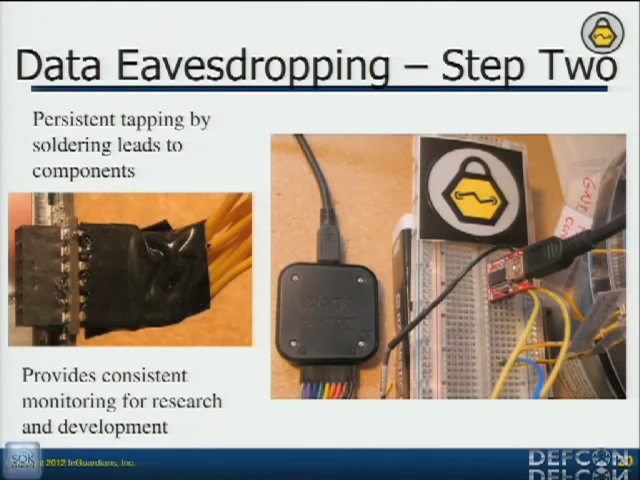 Data Eavesdropping – Step Two
Persistent tapping by
soldering leads to
components
Provides consistent
monitoring for research
and development
2012 InGuardians, Inc.
DEFCON
20